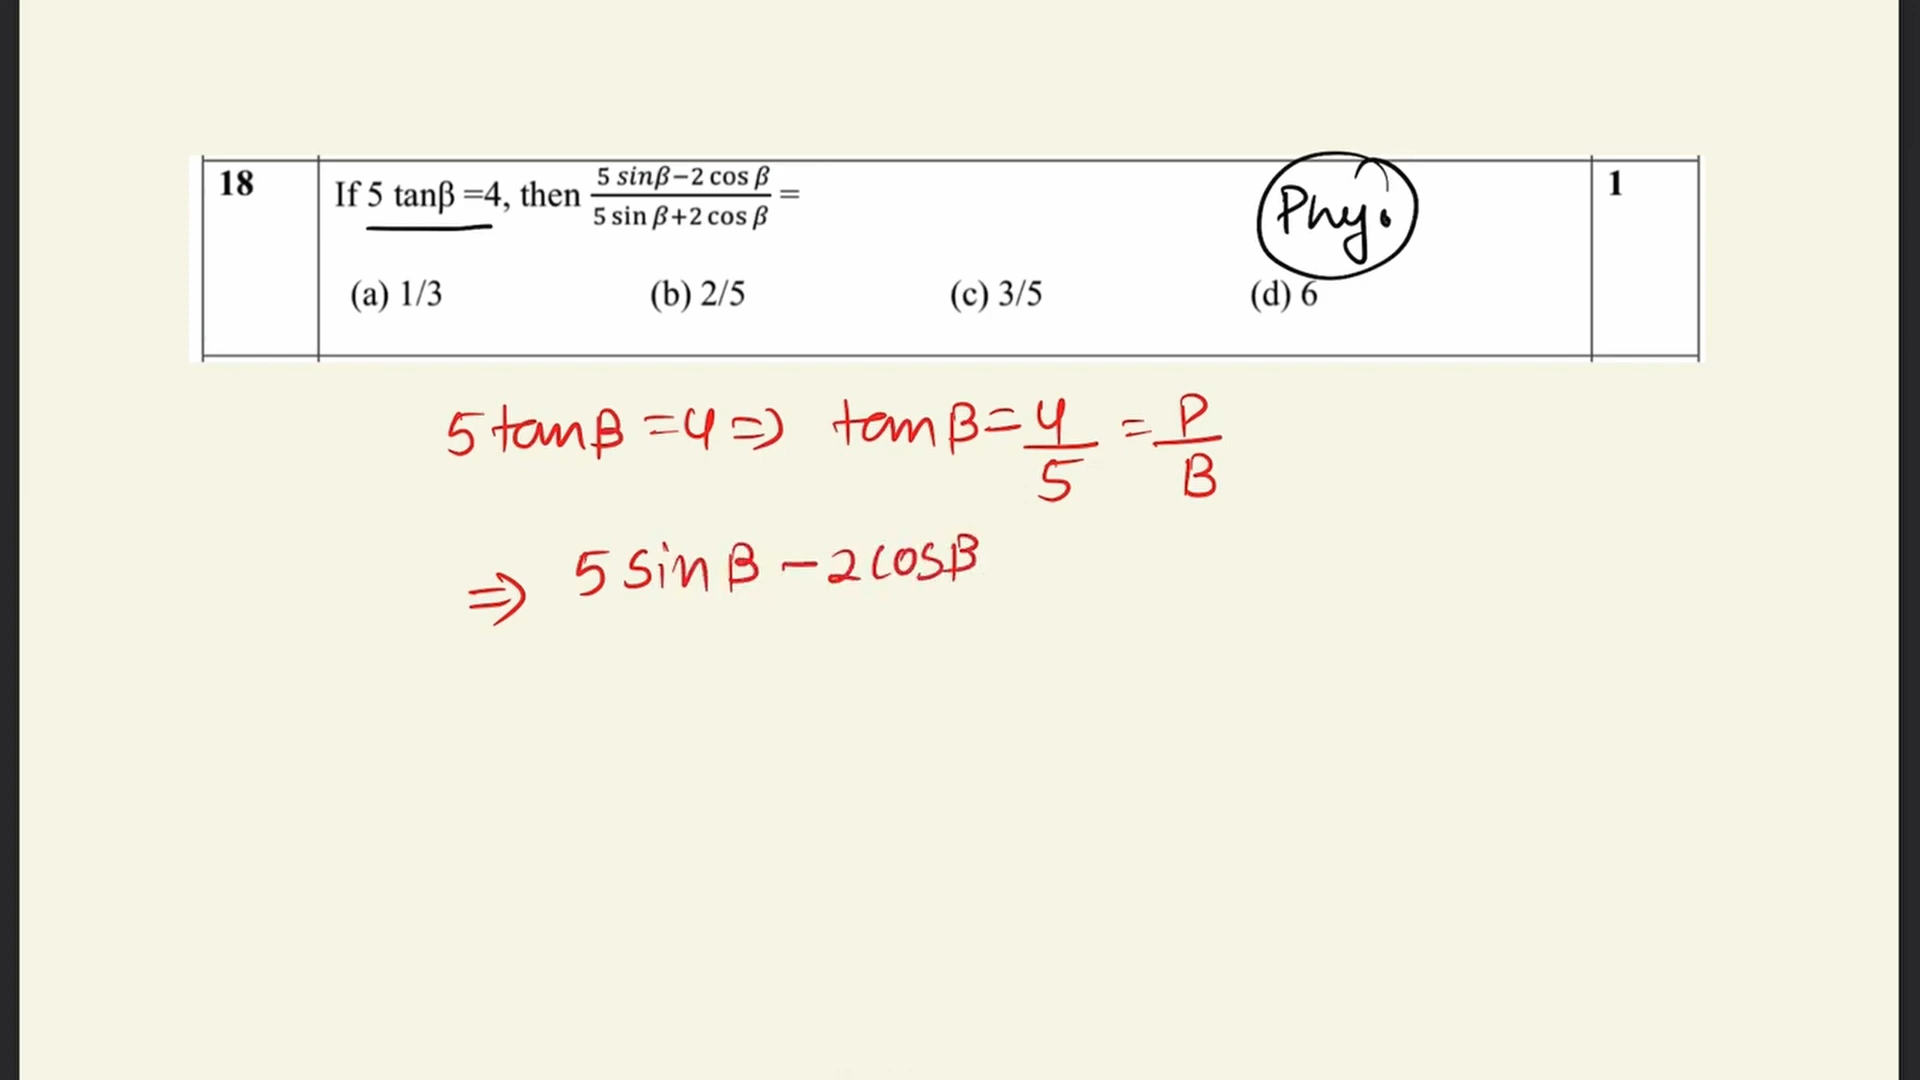 18 If 5 tanβ =4, then (5 sinβ−2 cos β)/(5 sin β+2 cos β) = Phy. 1
(a) 1/3 (b) 2/5 (c) 3/5 (d) 6
5 tanβ = 4 ⇒ tanβ = 4/5 = P/B
⇒ 5 sinβ − 2 cosβ